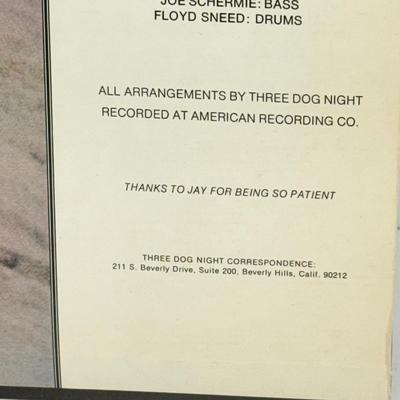 JOE SCHERMIE: BASS
FLOYD SNEED: DRUMS
ALL ARRANGEMENTS BY THREE DOG NIGHT
RECORDED AT AMERICAN RECORDING CO.
THANKS TO JAY FOR BEING SO PATIENT
THREE DOG NIGHT CORRESPONDENCE:
211 S. Beverly Drive, Suite 200, Beverly Hills, Calif. 90212